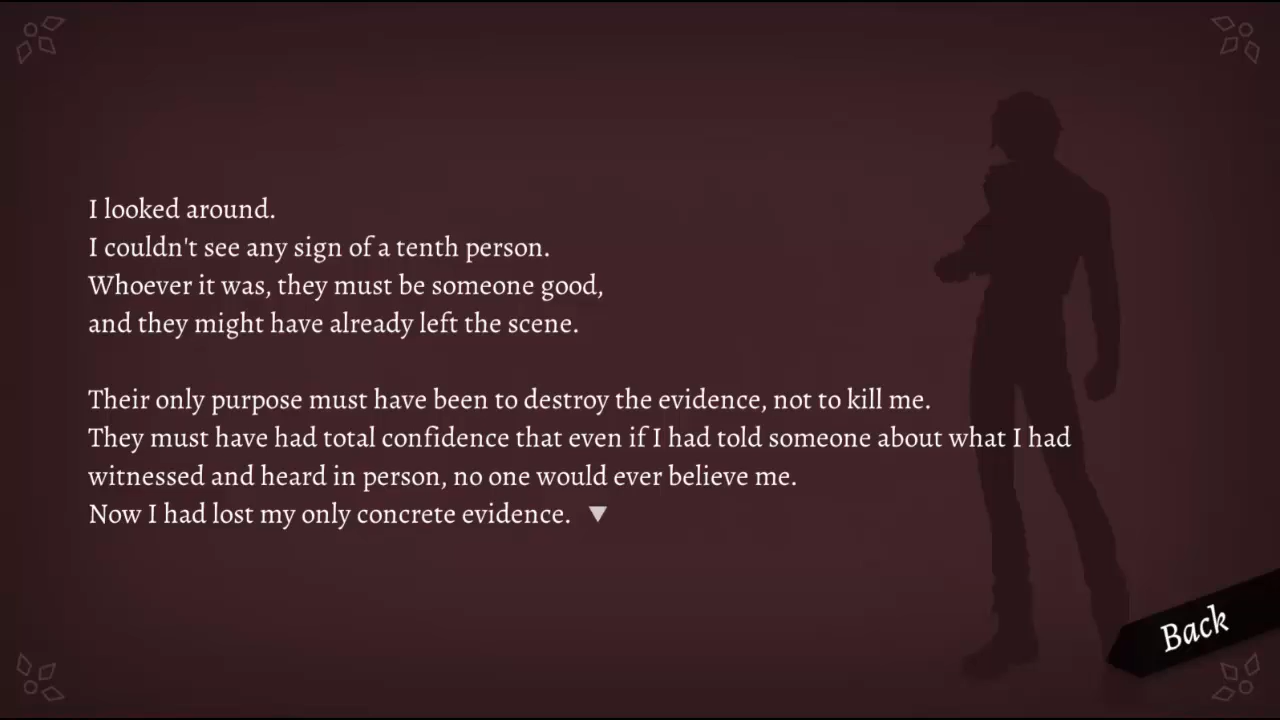 I looked around.
I couldn't see any sign of a tenth person.
Whoever it was, they must be someone good,
and they might have already left the scene.
Their only purpose must have been to destroy the evidence, not to kill me.
They must have had total confidence that even if I had told someone about what I had
witnessed and heard in person, no one would ever believe me.
Now I had lost my only concrete evidence.
Back